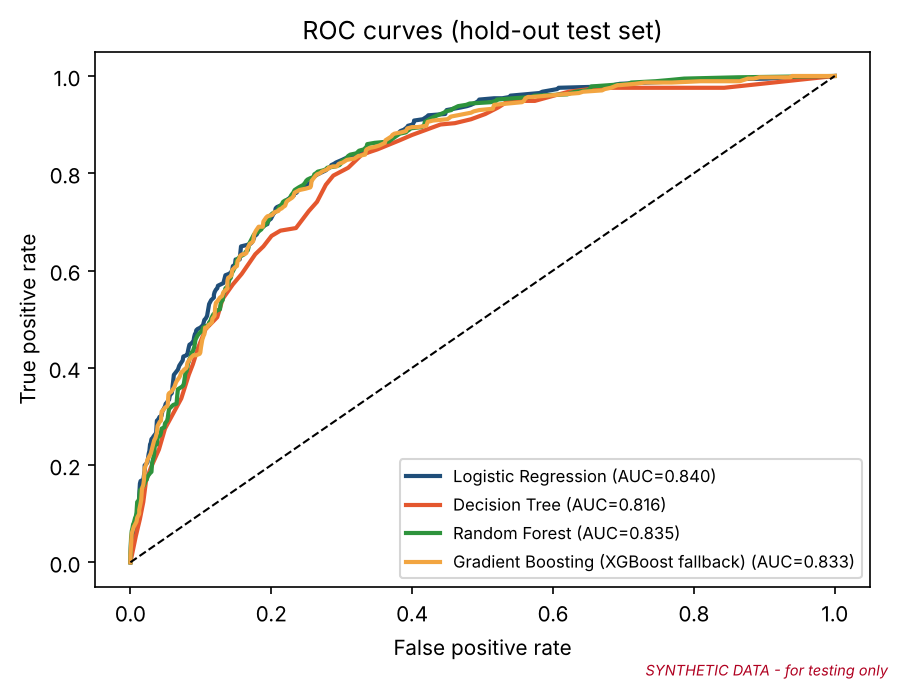 ROC curves (hold-out test set)
1.0
0.8
0.6
0.4
0.2
0.0
True positive rate
Logistic Regression (AUC=0.840)
Decision Tree (AUC=0.816)
Random Forest (AUC=0.835)
Gradient Boosting (XGBoost fallback) (AUC=0.833)
0.0 0.2 0.4 0.6 0.8 1.0
False positive rate
SYNTHETIC DATA - for testing only